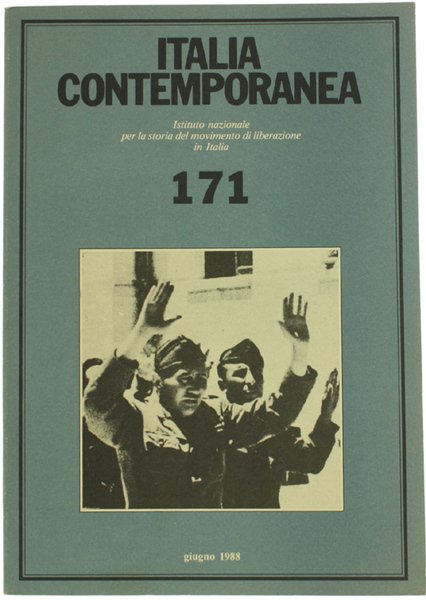 ITALIA
CONTEMPORANEA
Istituto nazionale
per la storia del movimento di liberazione
in Italia
171
giugno 1988